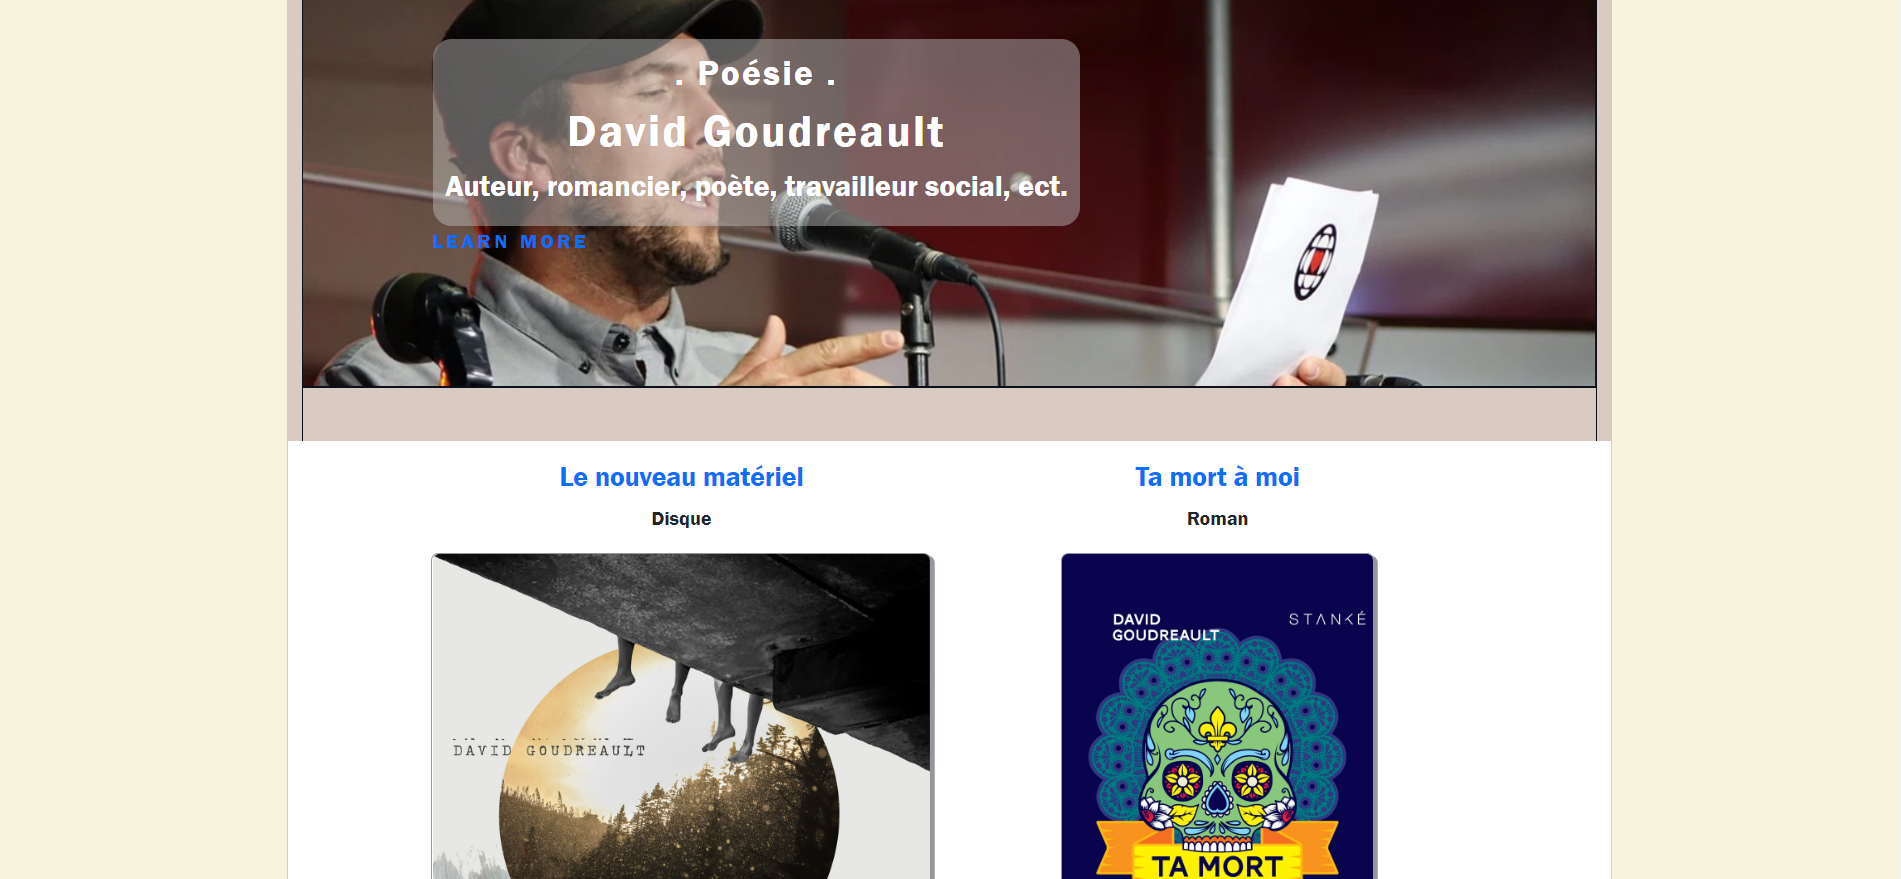 . Poésie .
David Goudreault
Auteur, romancier, poète, travailleur social, ect.
LEARN MORE
Le nouveau matériel
Ta mort à moi
Disque
Roman
DAVID GOUDREAULT
DAVID
GOUDREAULT
STANKÉ
TA MORT